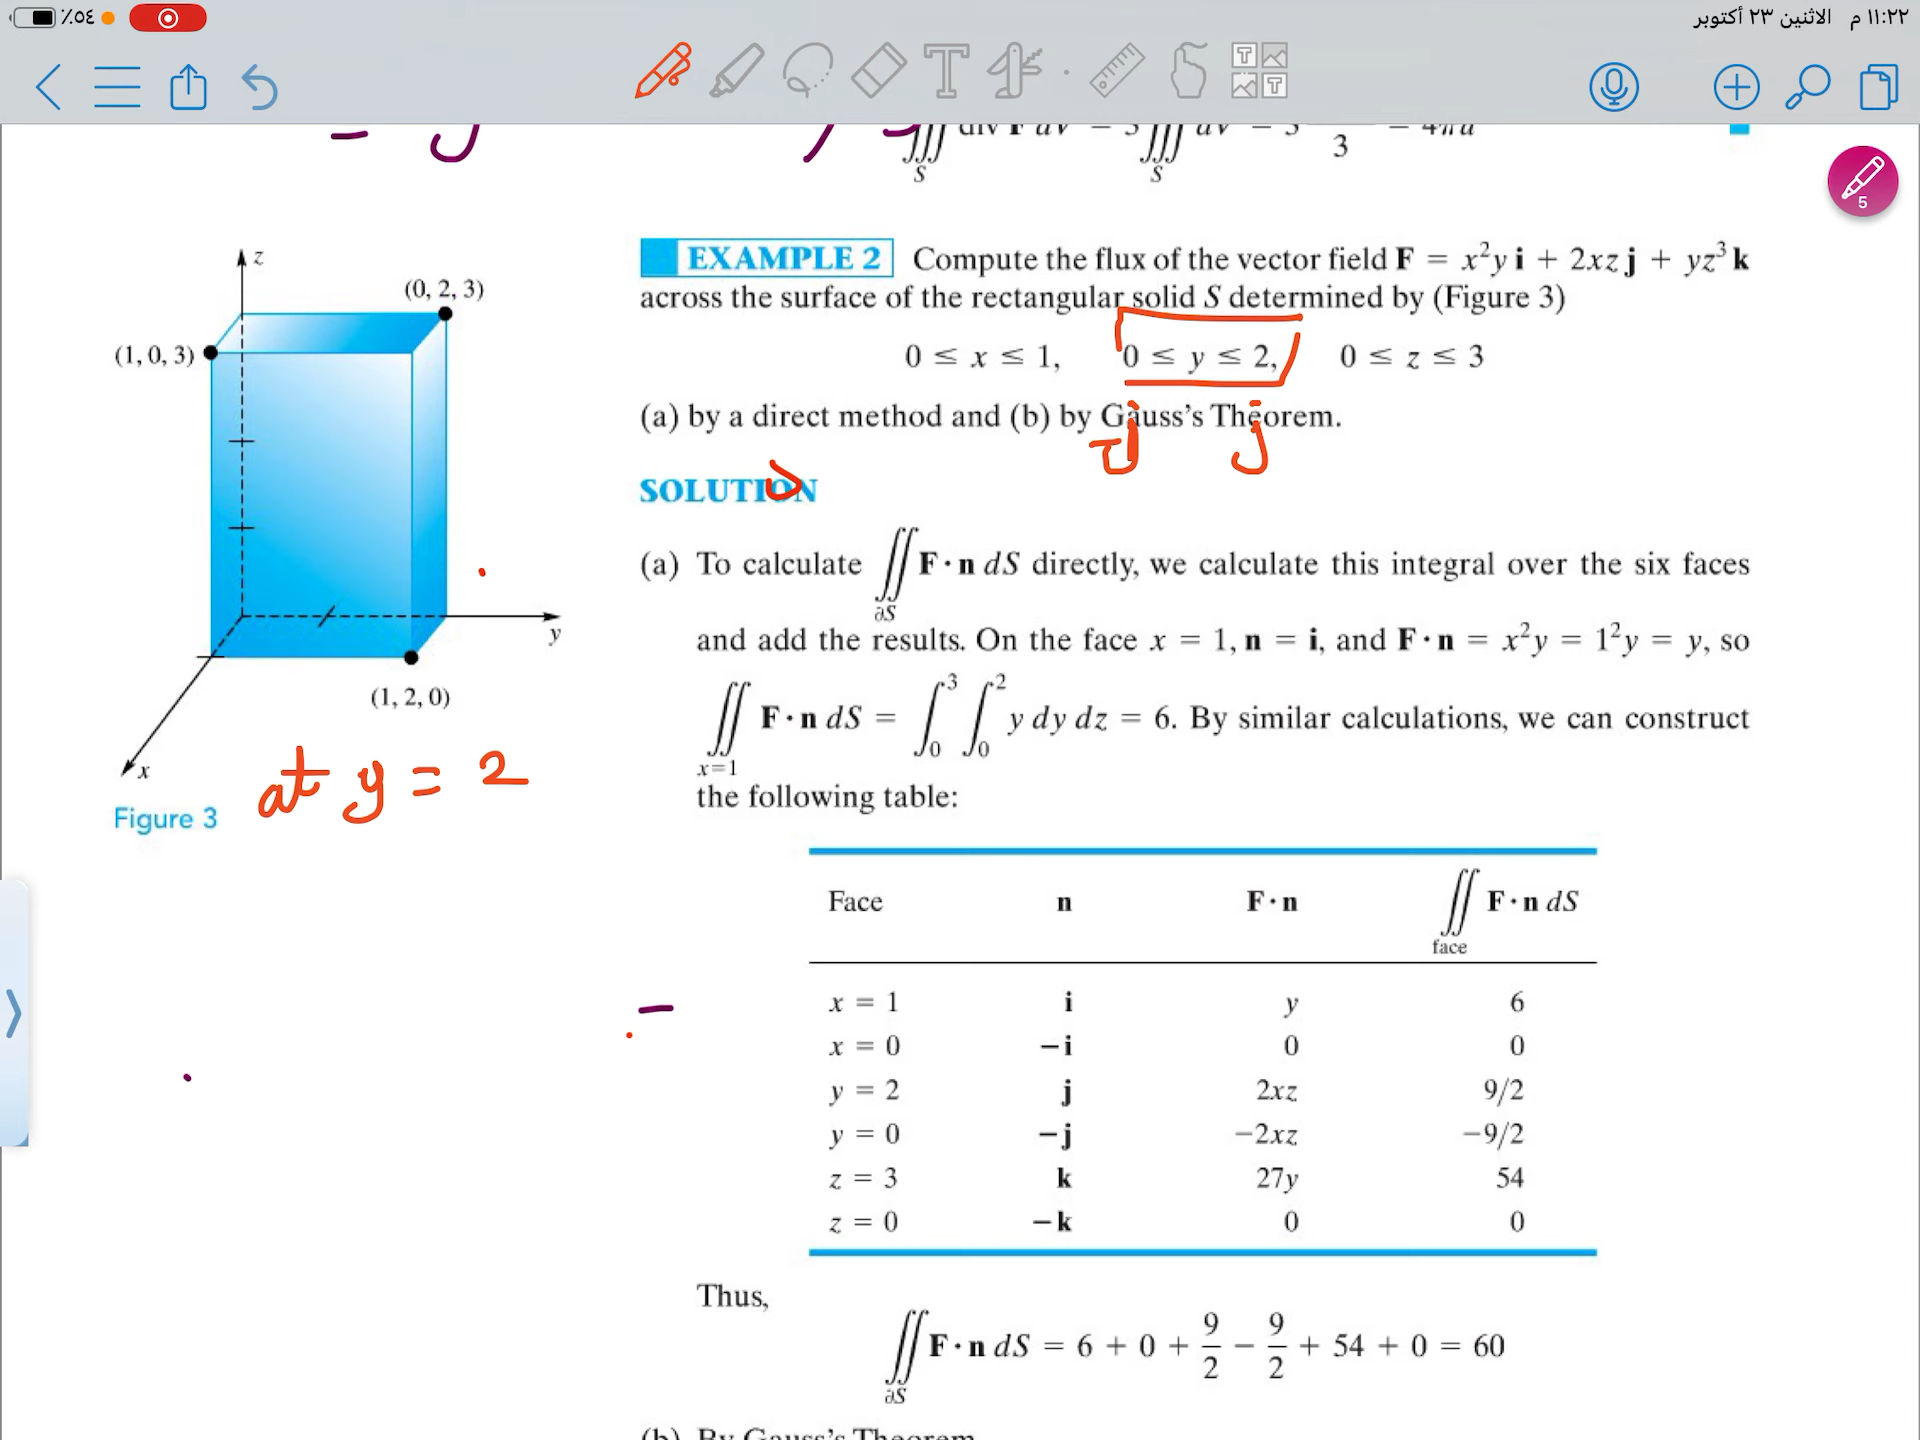 ٪٥٤
١١:٢٢ م الاثنين ٢٣ أكتوبر
5
3
S
S
EXAMPLE 2 Compute the flux of the vector field F = x²y i + 2xz j + yz³ k
across the surface of the rectangular solid S determined by (Figure 3)
0 ≤ x ≤ 1, 0 ≤ y ≤ 2, 0 ≤ z ≤ 3
(a) by a direct method and (b) by Gauss's Theorem.
-j j
SOLUTION
(a) To calculate ∬_∂S F · n dS directly, we calculate this integral over the six faces
and add the results. On the face x = 1, n = i, and F · n = x²y = 1²y = y, so
∬_{x=1} F · n dS = ∫₀³ ∫₀² y dy dz = 6. By similar calculations, we can construct
the following table:
z
(0, 2, 3)
(1, 0, 3)
y
(1, 2, 0)
x
Figure 3
at y = 2
Face n F · n ∬_face F · n dS
x = 1 i y 6
x = 0 −i 0 0
y = 2 j 2xz 9/2
y = 0 −j −2xz −9/2
z = 3 k 27y 54
z = 0 −k 0 0
Thus,
∬_∂S F · n dS = 6 + 0 + 9/2 − 9/2 + 54 + 0 = 60
(b) By Gauss's Theorem